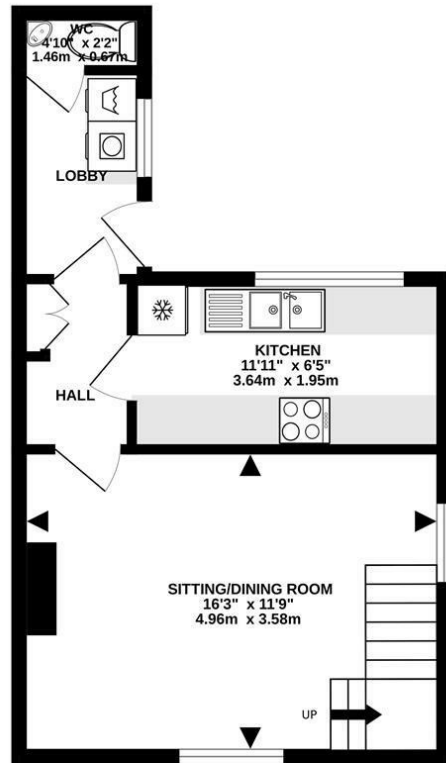 WC
4'10" x 2'2"
1.46m x 0.67m
LOBBY
KITCHEN
11'11" x 6'5"
3.64m x 1.95m
HALL
SITTING/DINING ROOM
16'3" x 11'9"
4.96m x 3.58m
UP